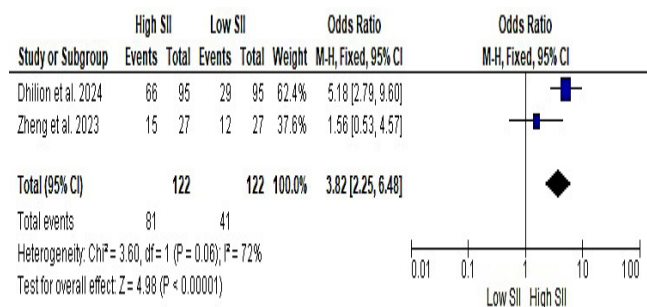 High SII Low SII Odds Ratio Odds Ratio
Study or Subgroup Events Total Events Total Weight M-H, Fixed, 95% CI M-H, Fixed, 95% CI
Dhilion et al. 2024 66 95 29 95 62.4% 5.18 [2.79, 9.60]
Zheng et al. 2023 15 27 12 27 37.6% 1.56 [0.53, 4.57]
Total (95% CI) 122 122 100.0% 3.82 [2.25, 6.48]
Total events 81 41
Heterogeneity: Chi² = 3.60, df = 1 (P = 0.06); I² = 72%
Test for overall effect: Z = 4.98 (P < 0.00001)
0.01 0.1 1 10 100
Low SII High SII